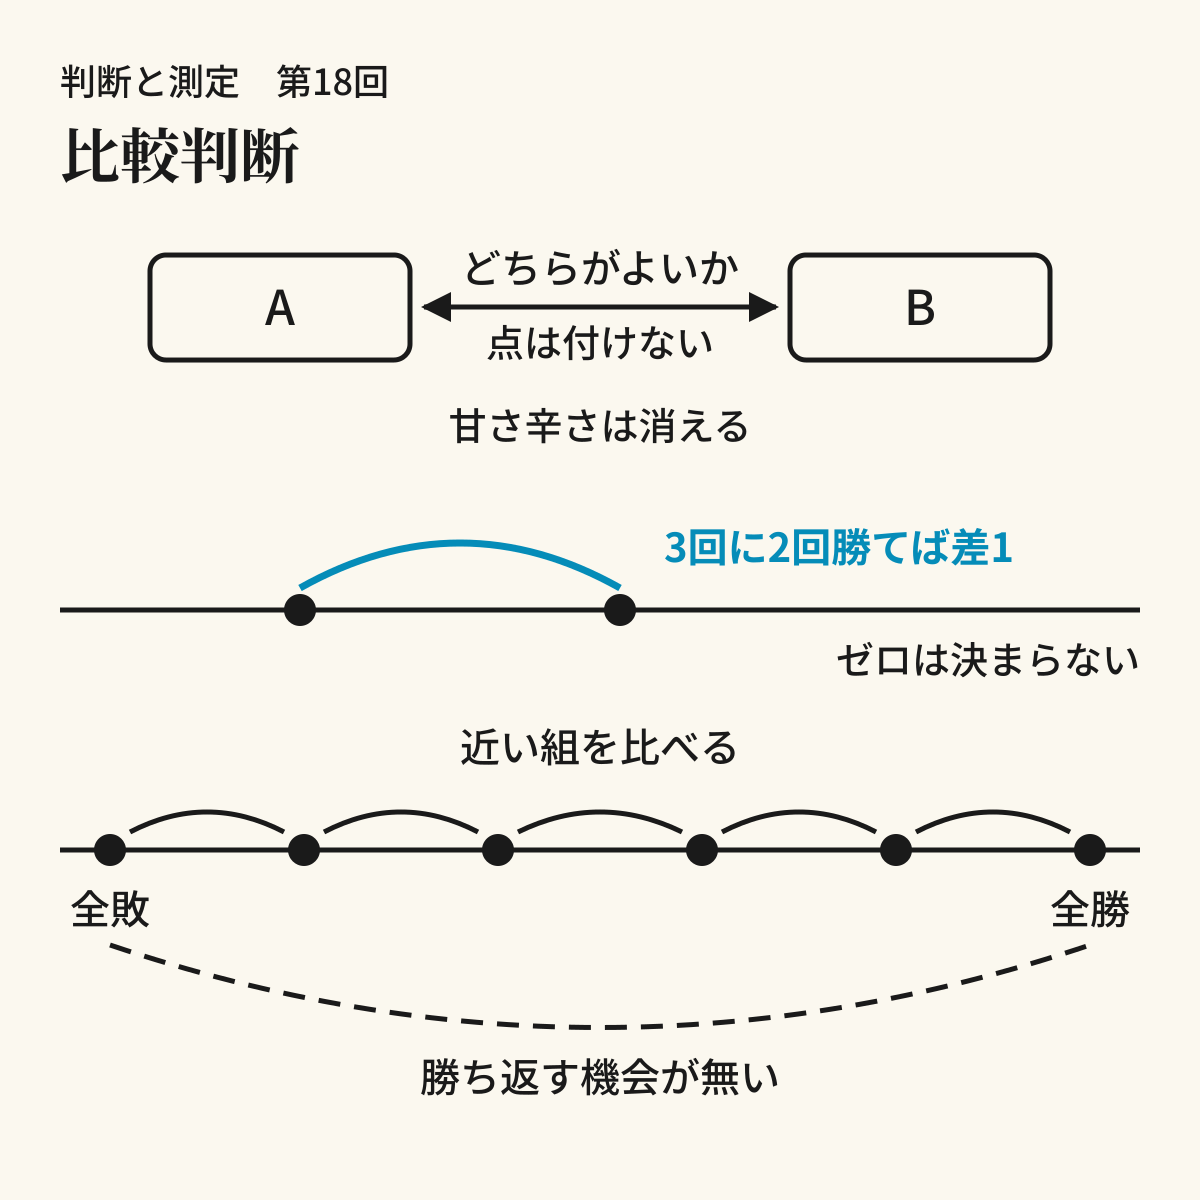 判断と測定　第18回
比較判断
どちらがよいか
A
B
点は付けない
甘さ辛さは消える
3回に2回勝てば差1
ゼロは決まらない
近い組を比べる
全敗
全勝
勝ち返す機会が無い